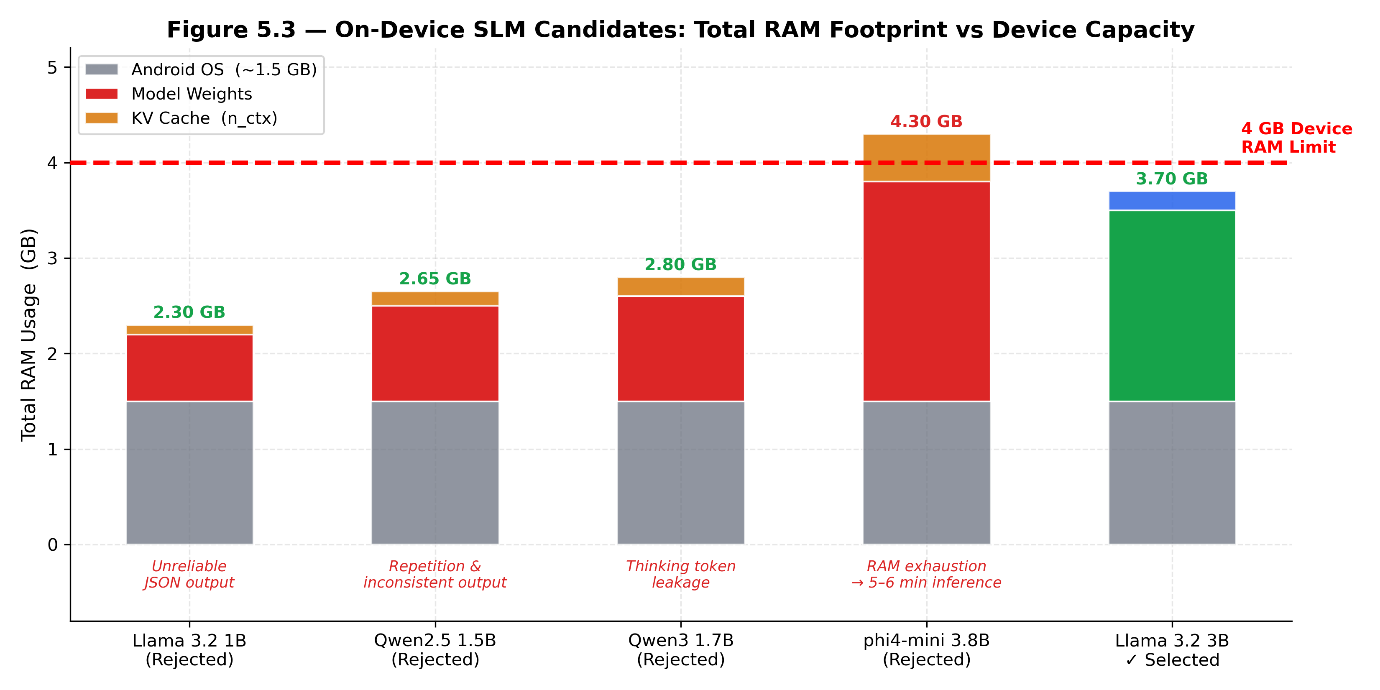 Figure 5.3 — On-Device SLM Candidates: Total RAM Footprint vs Device Capacity
Android OS (~1.5 GB)
Model Weights
KV Cache (n_ctx)
Total RAM Usage (GB)
5
4
3
2
1
0
2.30 GB
2.65 GB
2.80 GB
4.30 GB
3.70 GB
4 GB Device
RAM Limit
Unreliable
JSON output
Repetition &
inconsistent output
Thinking token
leakage
RAM exhaustion
→ 5–6 min inference
Llama 3.2 1B
(Rejected)
Qwen2.5 1.5B
(Rejected)
Qwen3 1.7B
(Rejected)
phi4-mini 3.8B
(Rejected)
Llama 3.2 3B
✓ Selected